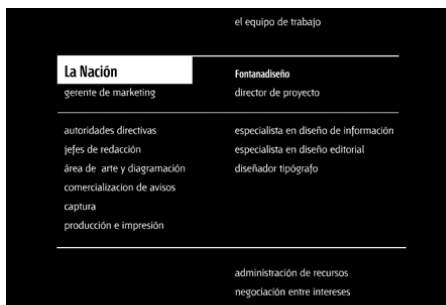 el equipo de trabajo
La Nación
gerente de marketing
Fontanadiseño
director de proyecto
autoridades directivas
jefes de redacción
área de arte y diagramación
comercializacion de avisos
captura
producción e impresión
especialista en diseño de información
especialista en diseño editorial
diseñador tipógrafo
administración de recursos
negociación entre intereses